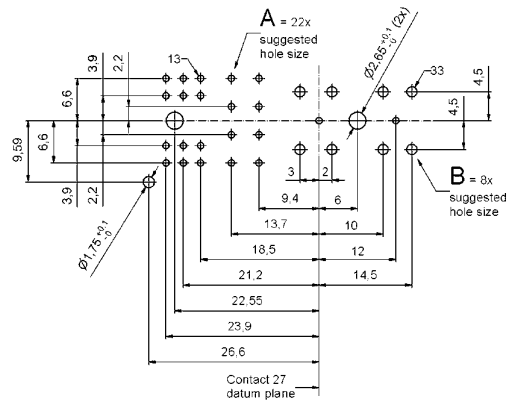 A = 22x
suggested
hole size
Ø2,65 +0,1 -0 (2x)
13
33
3,9
2,2
6,6
4,5
9,59
6,6
4,5
3,9
2,2
3
2
B = 8x
suggested
hole size
Ø1,75 +0,1 -0
9,4
6
13,7
10
18,5
12
21,2
14,5
22,55
23,9
26,6
Contact 27
datum plane